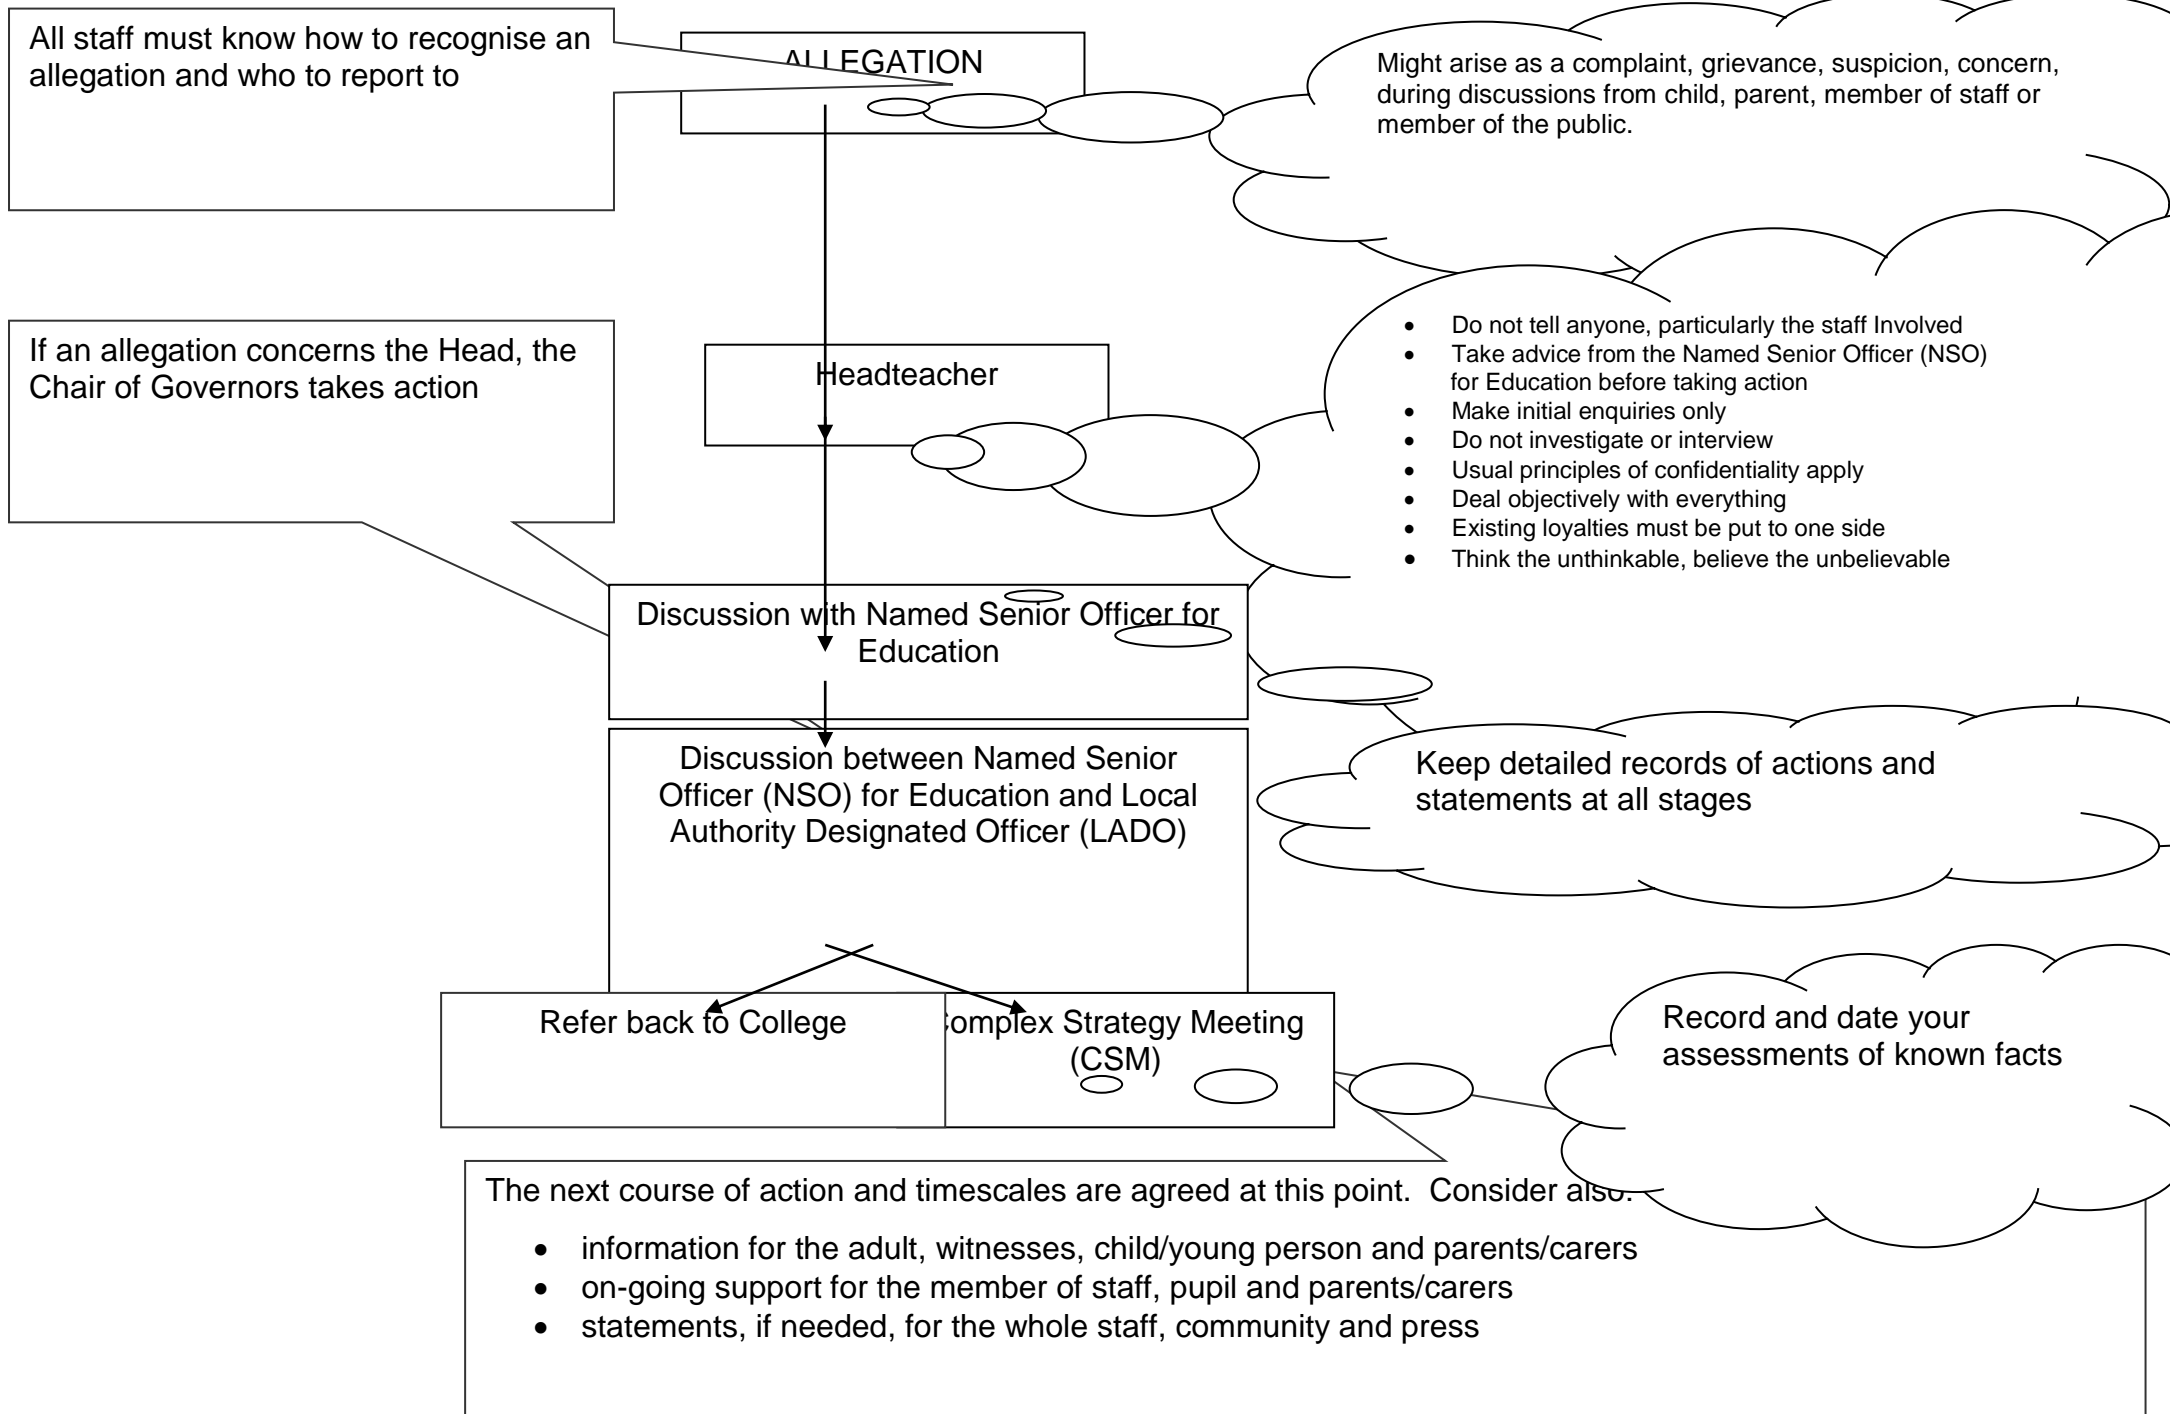 All staff must know how to recognise an
allegation and who to report to
ALLEGATION
Might arise as a complaint, grievance, suspicion, concern,
during discussions from child, parent, member of staff or
member of the public.
If an allegation concerns the Head, the
Chair of Governors takes action
Headteacher
• Do not tell anyone, particularly the staff Involved
• Take advice from the Named Senior Officer (NSO)
for Education before taking action
• Make initial enquiries only
• Do not investigate or interview
• Usual principles of confidentiality apply
• Deal objectively with everything
• Existing loyalties must be put to one side
• Think the unthinkable, believe the unbelievable
Discussion with Named Senior Officer for
Education
Discussion between Named Senior
Officer (NSO) for Education and Local
Authority Designated Officer (LADO)
Keep detailed records of actions and
statements at all stages
Refer back to College
Complex Strategy Meeting
(CSM)
Record and date your
assessments of known facts
The next course of action and timescales are agreed at this point. Consider also:
• information for the adult, witnesses, child/young person and parents/carers
• on-going support for the member of staff, pupil and parents/carers
• statements, if needed, for the whole staff, community and press